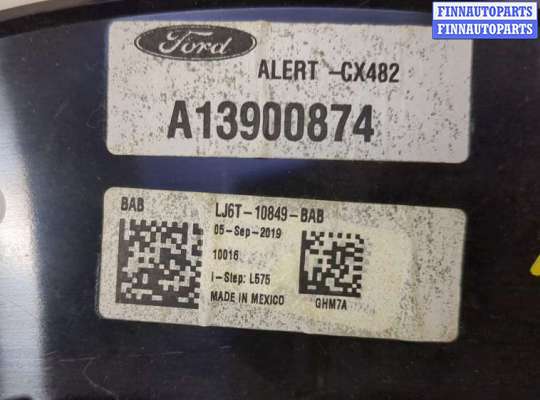 FINNAUTOPARTS
FINNAUTOPARTS
Ford
ALERT -CX482
A13900874
BAB
LJ6T-10849-BAB
05-Sep-2019
10016
I-Step: L575
MADE IN MEXICO
GHM7A